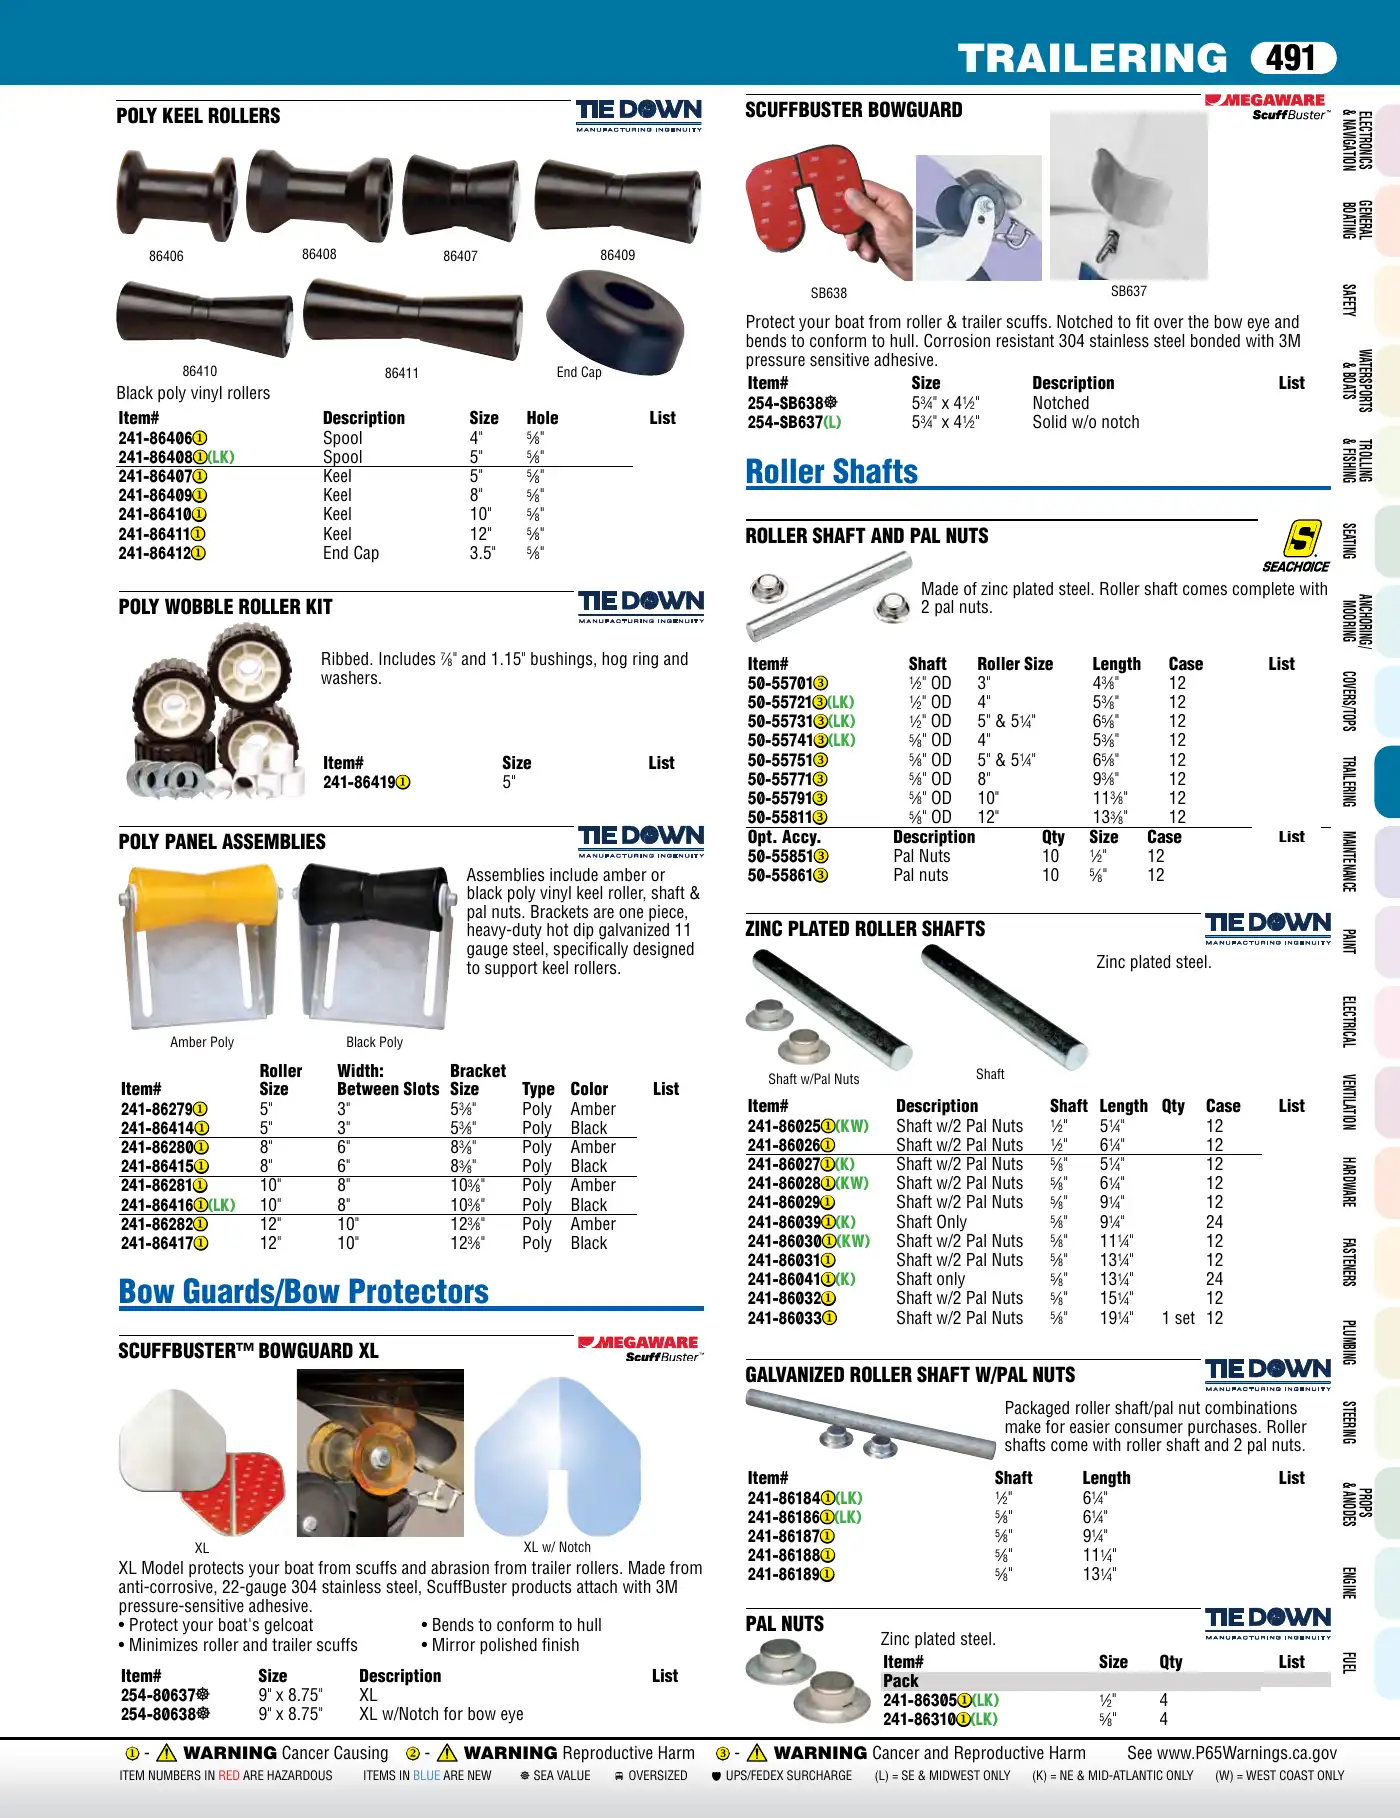 TRAILERING 491
POLY KEEL ROLLERS
TIE DOWN
MANUFACTURING INGENUITY
86406
86408
86407
86409
86410
86411
End Cap
Black poly vinyl rollers
Item# Description Size Hole List
241-86406① Spool 4" ⅝"
241-86408①(LK) Spool 5" ⅝"
241-86407① Keel 5" ⅝"
241-86409① Keel 8" ⅝"
241-86410① Keel 10" ⅝"
241-86411① Keel 12" ⅝"
241-86412① End Cap 3.5" ⅝"
POLY WOBBLE ROLLER KIT
TIE DOWN
MANUFACTURING INGENUITY
Ribbed. Includes ⅞" and 1.15" bushings, hog ring and
washers.
Item# Size List
241-86419① 5"
POLY PANEL ASSEMBLIES
TIE DOWN
MANUFACTURING INGENUITY
Assemblies include amber or
black poly vinyl keel roller, shaft &
pal nuts. Brackets are one piece,
heavy-duty hot dip galvanized 11
gauge steel, specifically designed
to support keel rollers.
Amber Poly
Black Poly
Roller Width: Bracket
Item# Size Between Slots Size Type Color List
241-86279① 5" 3" 5⅜" Poly Amber
241-86414① 5" 3" 5⅜" Poly Black
241-86280① 8" 6" 8⅜" Poly Amber
241-86415① 8" 6" 8⅜" Poly Black
241-86281① 10" 8" 10⅜" Poly Amber
241-86416①(LK) 10" 8" 10⅜" Poly Black
241-86282① 12" 10" 12⅜" Poly Amber
241-86417① 12" 10" 12⅜" Poly Black
Bow Guards/Bow Protectors
SCUFFBUSTER™ BOWGUARD XL
MEGAWARE
ScuffBuster™
XL
XL w/ Notch
XL Model protects your boat from scuffs and abrasion from trailer rollers. Made from
anti-corrosive, 22-gauge 304 stainless steel, ScuffBuster products attach with 3M
pressure-sensitive adhesive.
• Protect your boat's gelcoat • Bends to conform to hull
• Minimizes roller and trailer scuffs • Mirror polished finish
Item# Size Description List
254-80637☸ 9" x 8.75" XL
254-80638☸ 9" x 8.75" XL w/Notch for bow eye
SCUFFBUSTER BOWGUARD
MEGAWARE
ScuffBuster™
SB638
SB637
Protect your boat from roller & trailer scuffs. Notched to fit over the bow eye and
bends to conform to hull. Corrosion resistant 304 stainless steel bonded with 3M
pressure sensitive adhesive.
Item# Size Description List
254-SB638☸ 5¾" x 4½" Notched
254-SB637(L) 5¾" x 4½" Solid w/o notch
Roller Shafts
ROLLER SHAFT AND PAL NUTS
S
SEACHOICE
Made of zinc plated steel. Roller shaft comes complete with
2 pal nuts.
Item# Shaft Roller Size Length Case List
50-55701③ ½" OD 3" 4⅜" 12
50-55721③(LK) ½" OD 4" 5⅜" 12
50-55731③(LK) ½" OD 5" & 5¼" 6⅝" 12
50-55741③(LK) ⅝" OD 4" 5⅜" 12
50-55751③ ⅝" OD 5" & 5¼" 6⅝" 12
50-55771③ ⅝" OD 8" 9⅜" 12
50-55791③ ⅝" OD 10" 11⅜" 12
50-55811③ ⅝" OD 12" 13⅜" 12
Opt. Accy. Description Qty Size Case List
50-55851③ Pal Nuts 10 ½" 12
50-55861③ Pal nuts 10 ⅝" 12
ZINC PLATED ROLLER SHAFTS
TIE DOWN
MANUFACTURING INGENUITY
Zinc plated steel.
Shaft w/Pal Nuts
Shaft
Item# Description Shaft Length Qty Case List
241-86025①(KW) Shaft w/2 Pal Nuts ½" 5¼" 12
241-86026① Shaft w/2 Pal Nuts ½" 6¼" 12
241-86027①(K) Shaft w/2 Pal Nuts ⅝" 5¼" 12
241-86028①(KW) Shaft w/2 Pal Nuts ⅝" 6¼" 12
241-86029① Shaft w/2 Pal Nuts ⅝" 9¼" 12
241-86039①(K) Shaft Only ⅝" 9¼" 24
241-86030①(KW) Shaft w/2 Pal Nuts ⅝" 11¼" 12
241-86031① Shaft w/2 Pal Nuts ⅝" 13¼" 12
241-86041①(K) Shaft only ⅝" 13¼" 24
241-86032① Shaft w/2 Pal Nuts ⅝" 15¼" 12
241-86033① Shaft w/2 Pal Nuts ⅝" 19¼" 1 set 12
GALVANIZED ROLLER SHAFT W/PAL NUTS
TIE DOWN
MANUFACTURING INGENUITY
Packaged roller shaft/pal nut combinations
make for easier consumer purchases. Roller
shafts come with roller shaft and 2 pal nuts.
Item# Shaft Length List
241-86184①(LK) ½" 6¼"
241-86186①(LK) ⅝" 6¼"
241-86187① ⅝" 9¼"
241-86188① ⅝" 11¼"
241-86189① ⅝" 13¼"
PAL NUTS
TIE DOWN
MANUFACTURING INGENUITY
Zinc plated steel.
Item# Size Qty List
Pack
241-86305①(LK) ½" 4
241-86310①(LK) ⅝" 4
ELECTRONICS
& NAVIGATION
GENERAL
BOATING
SAFETY
WATERSPORTS
& BOATS
TROLLING
& FISHING
SEATING
ANCHORING/
MOORING
COVERS/TOPS
TRAILERING
MAINTENANCE
PAINT
ELECTRICAL
VENTILATION
HARDWARE
FASTENERS
PLUMBING
STEERING
PROPS
& ANODES
ENGINE
FUEL
① - ⚠ WARNING Cancer Causing ② - ⚠ WARNING Reproductive Harm ③ - ⚠ WARNING Cancer and Reproductive Harm See www.P65Warnings.ca.gov
ITEM NUMBERS IN RED ARE HAZARDOUS ITEMS IN BLUE ARE NEW ☸ SEA VALUE OVERSIZED UPS/FEDEX SURCHARGE (L) = SE & MIDWEST ONLY (K) = NE & MID-ATLANTIC ONLY (W) = WEST COAST ONLY